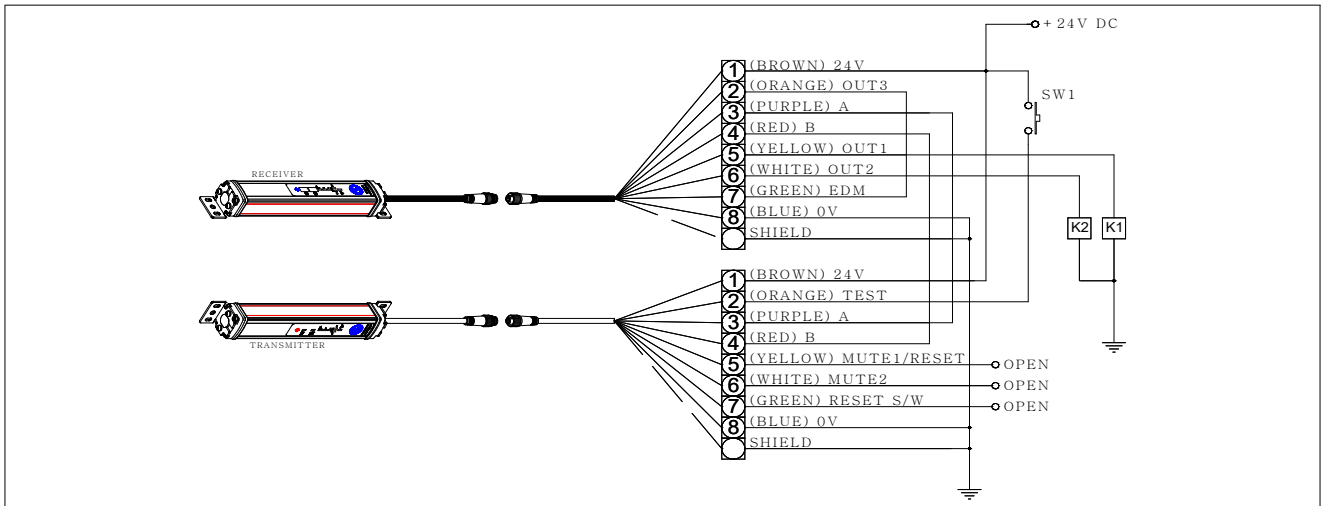 + 24V DC
1 (BROWN) 24V
2 (ORANGE) OUT3
SW1
3 (PURPLE) A
4 (RED) B
5 (YELLOW) OUT1
6 (WHITE) OUT2
RECEIVER
7 (GREEN) EDM
8 (BLUE) 0V
K2 K1
SHIELD
1 (BROWN) 24V
2 (ORANGE) TEST
3 (PURPLE) A
4 (RED) B
TRANSMITTER
5 (YELLOW) MUTE1/RESET OPEN
6 (WHITE) MUTE2 OPEN
7 (GREEN) RESET S/W OPEN
8 (BLUE) 0V
SHIELD